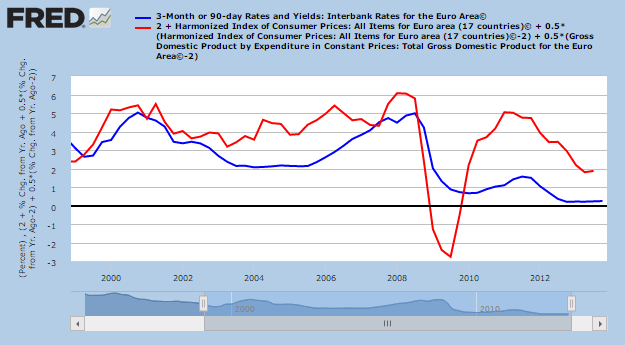 FRED
3-Month or 90-day Rates and Yields: Interbank Rates for the Euro Area©
2 + Harmonized Index of Consumer Prices: All Items for Euro area (17 countries)© + 0.5*
(Harmonized Index of Consumer Prices: All Items for Euro area (17 countries)©-2) + 0.5*(Gross
Domestic Product by Expenditure in Constant Prices: Total Gross Domestic Product for the Euro
Area©-2)
(Percent) , (2 + % Chg. from Yr. Ago + 0.5*(% Chg.
from Yr. Ago-2) + 0.5*(% Chg. from Yr. Ago-2))
7
6
5
4
3
2
1
0
-1
-2
-3
2000
2002
2004
2006
2008
2010
2012
2000
2010